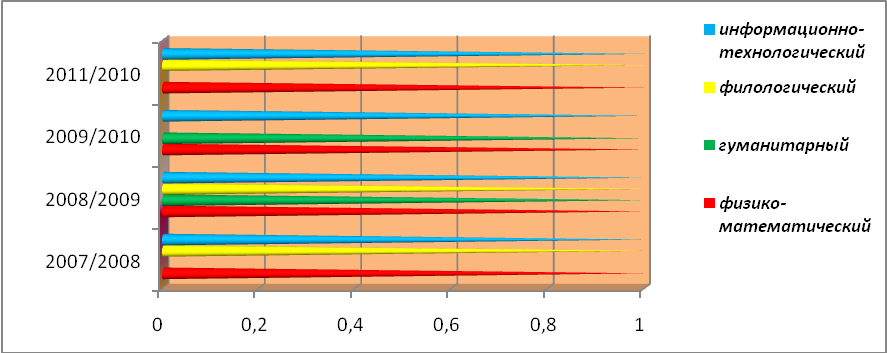 2011/2010
2009/2010
2008/2009
2007/2008
0
0,2
0,4
0,6
0,8
1
информационно-
технологический
филологический
гуманитарный
физико-
математический